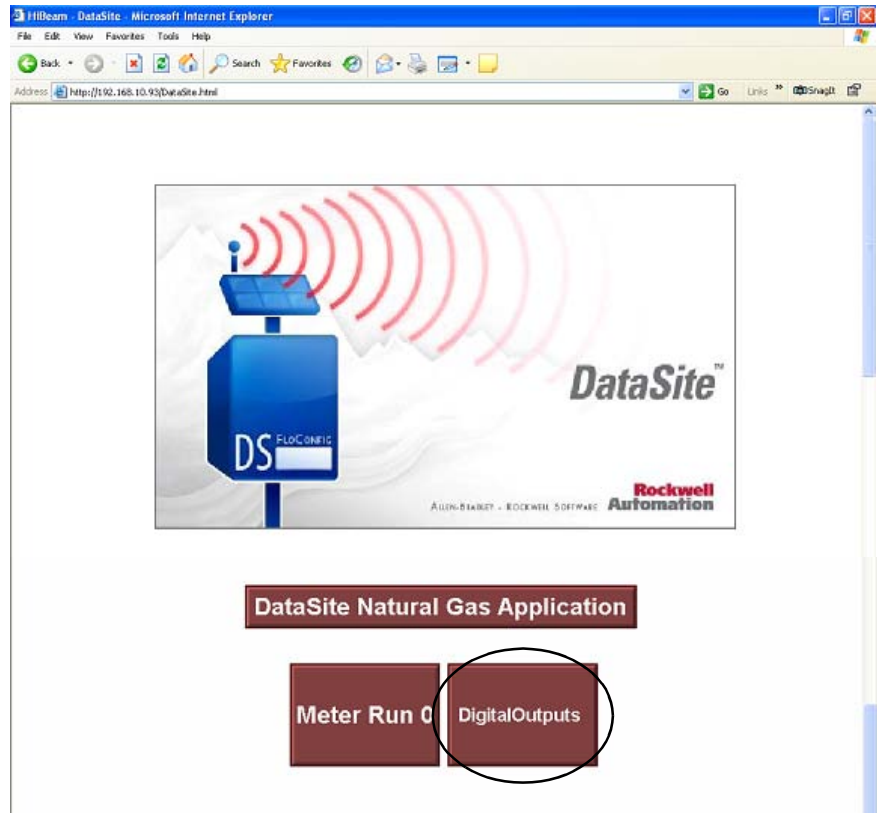 HiBeam - DataSite - Microsoft Internet Explorer
File Edit View Favorites Tools Help
Back Search Favorites
Address http://192.168.10.93/DataSite.html Go Links » SnagIt
DataSite™
DS FLOCONFIG
Rockwell
ALLEN-BRADLEY • ROCKWELL SOFTWARE Automation
DataSite Natural Gas Application
Meter Run 0 DigitalOutputs